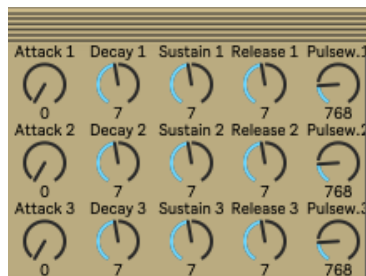 Attack 1 Decay 1 Sustain 1 Release 1 Pulsew.1
0 7 7 7 768
Attack 2 Decay 2 Sustain 2 Release 2 Pulsew.2
0 7 7 7 768
Attack 3 Decay 3 Sustain 3 Release 3 Pulsew.3
0 7 7 7 768